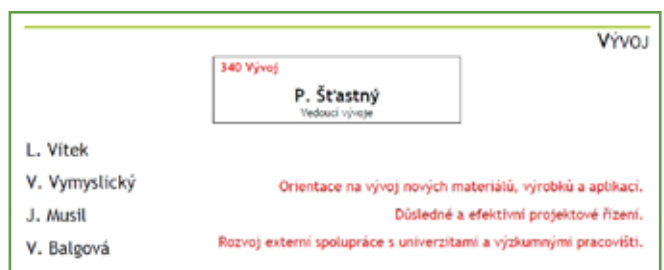 Vývoj
340 Vývoj
P. Šťastný
Vedoucí vývoje
L. Vítek
V. Vymyslický
Orientace na vývoj nových materiálů, výrobků a aplikací.
J. Musil
Důsledné a efektivní projektové řízení.
V. Balgová
Rozvoj externí spolupráce s univerzitami a výzkumnými pracovišti.